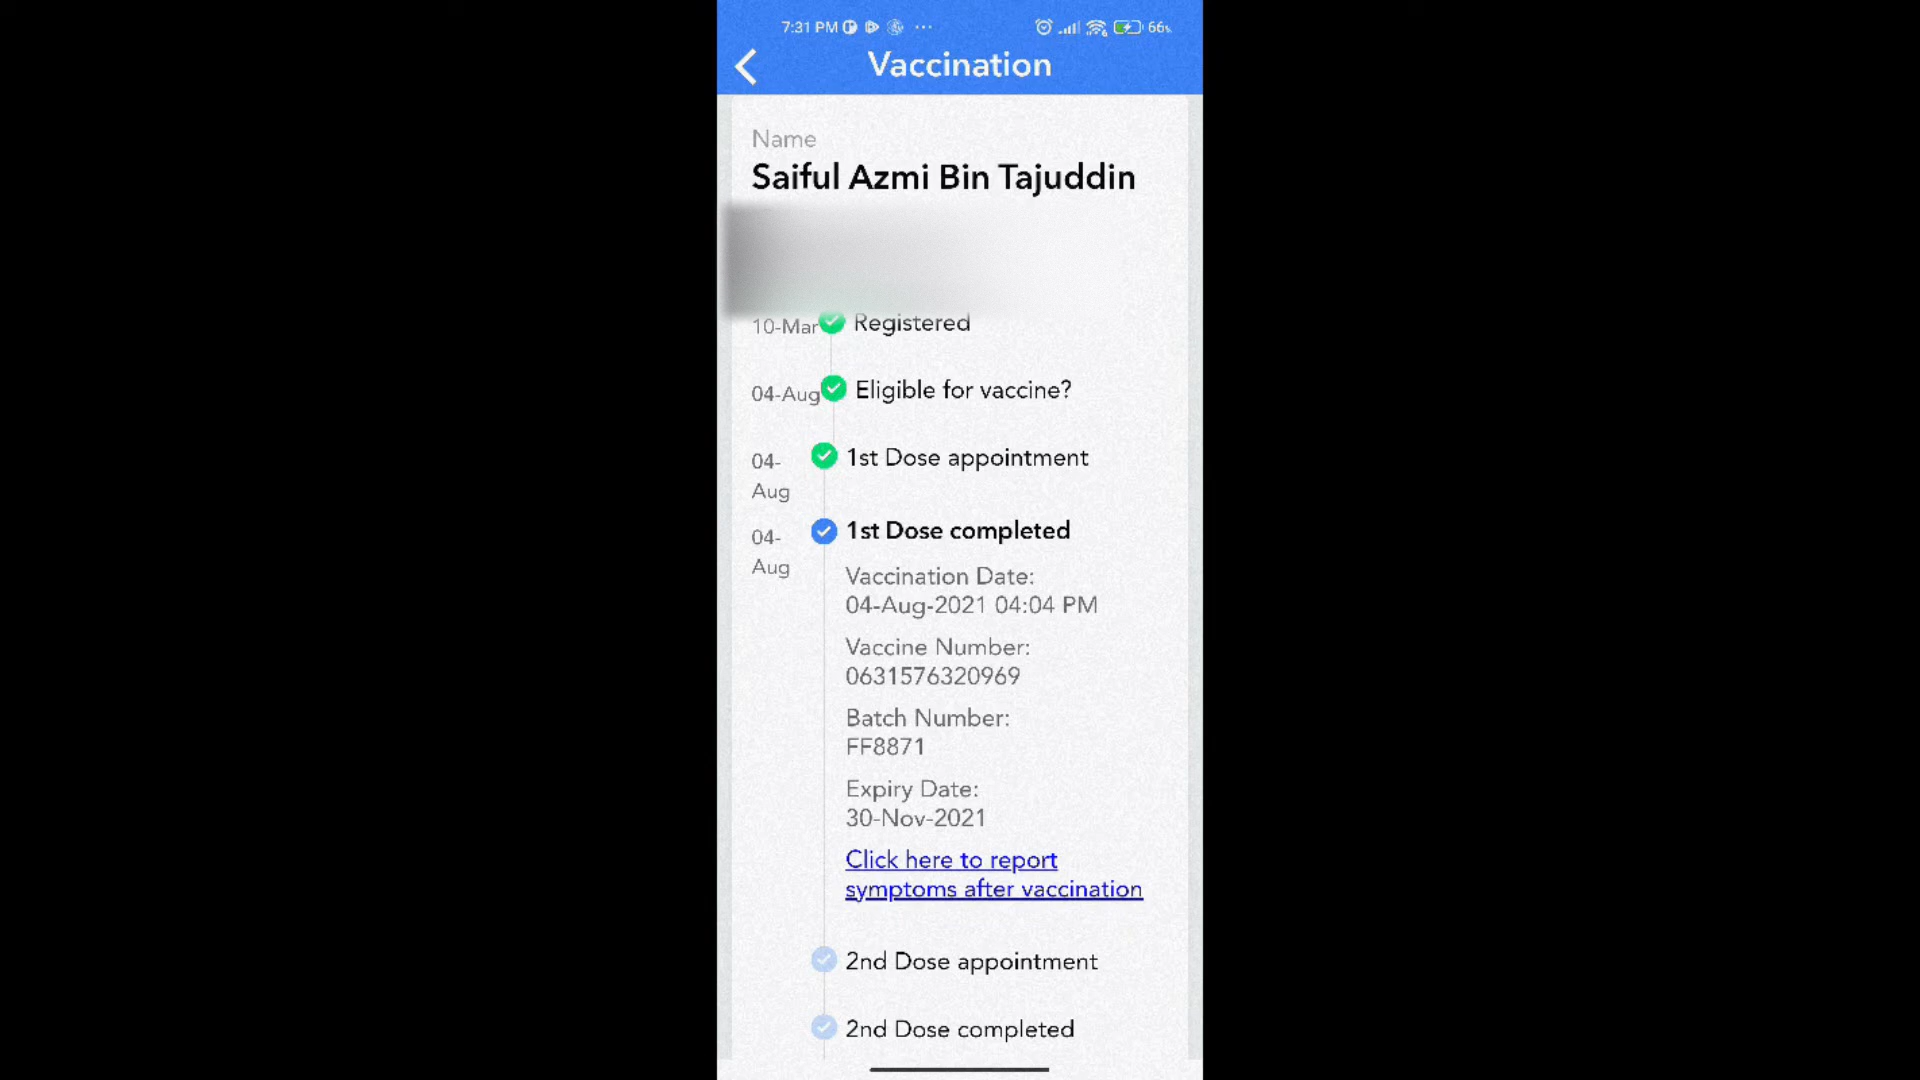 7:31 PM ... 66%
Vaccination
Name
Saiful Azmi Bin Tajuddin
10-Mar Registered
04-Aug Eligible for vaccine?
04- 1st Dose appointment
Aug
04- 1st Dose completed
Aug
Vaccination Date:
04-Aug-2021 04:04 PM
Vaccine Number:
0631576320969
Batch Number:
FF8871
Expiry Date:
30-Nov-2021
Click here to report
symptoms after vaccination
2nd Dose appointment
2nd Dose completed